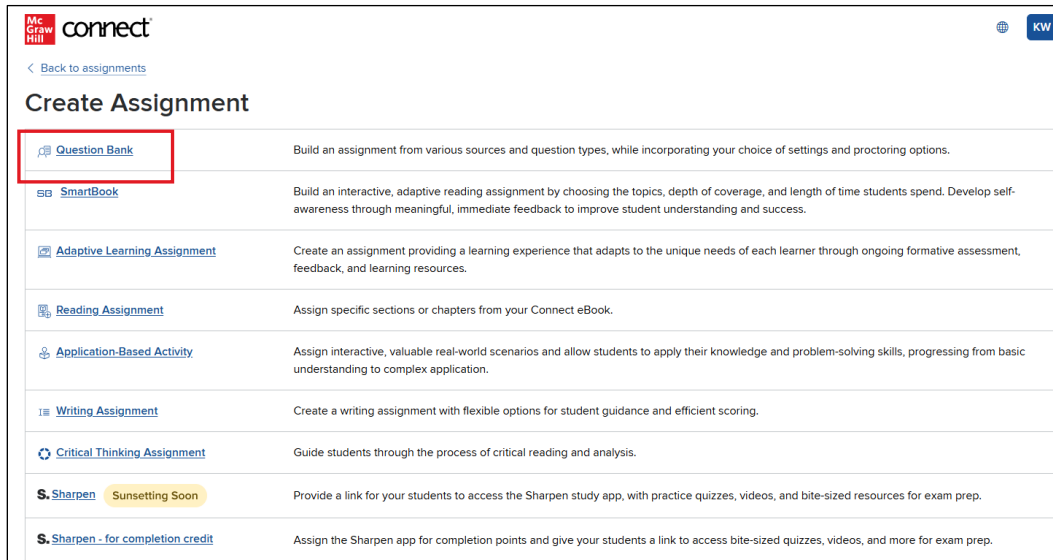 Mc
Graw
Hill
connect
KW
< Back to assignments
Create Assignment
Question Bank
Build an assignment from various sources and question types, while incorporating your choice of settings and proctoring options.
SB SmartBook
Build an interactive, adaptive reading assignment by choosing the topics, depth of coverage, and length of time students spend. Develop self-
awareness through meaningful, immediate feedback to improve student understanding and success.
Adaptive Learning Assignment
Create an assignment providing a learning experience that adapts to the unique needs of each learner through ongoing formative assessment,
feedback, and learning resources.
Reading Assignment
Assign specific sections or chapters from your Connect eBook.
Application-Based Activity
Assign interactive, valuable real-world scenarios and allow students to apply their knowledge and problem-solving skills, progressing from basic
understanding to complex application.
Writing Assignment
Create a writing assignment with flexible options for student guidance and efficient scoring.
Critical Thinking Assignment
Guide students through the process of critical reading and analysis.
S. Sharpen Sunsetting Soon
Provide a link for your students to access the Sharpen study app, with practice quizzes, videos, and bite-sized resources for exam prep.
S. Sharpen - for completion credit
Assign the Sharpen app for completion points and give your students a link to access bite-sized quizzes, videos, and more for exam prep.